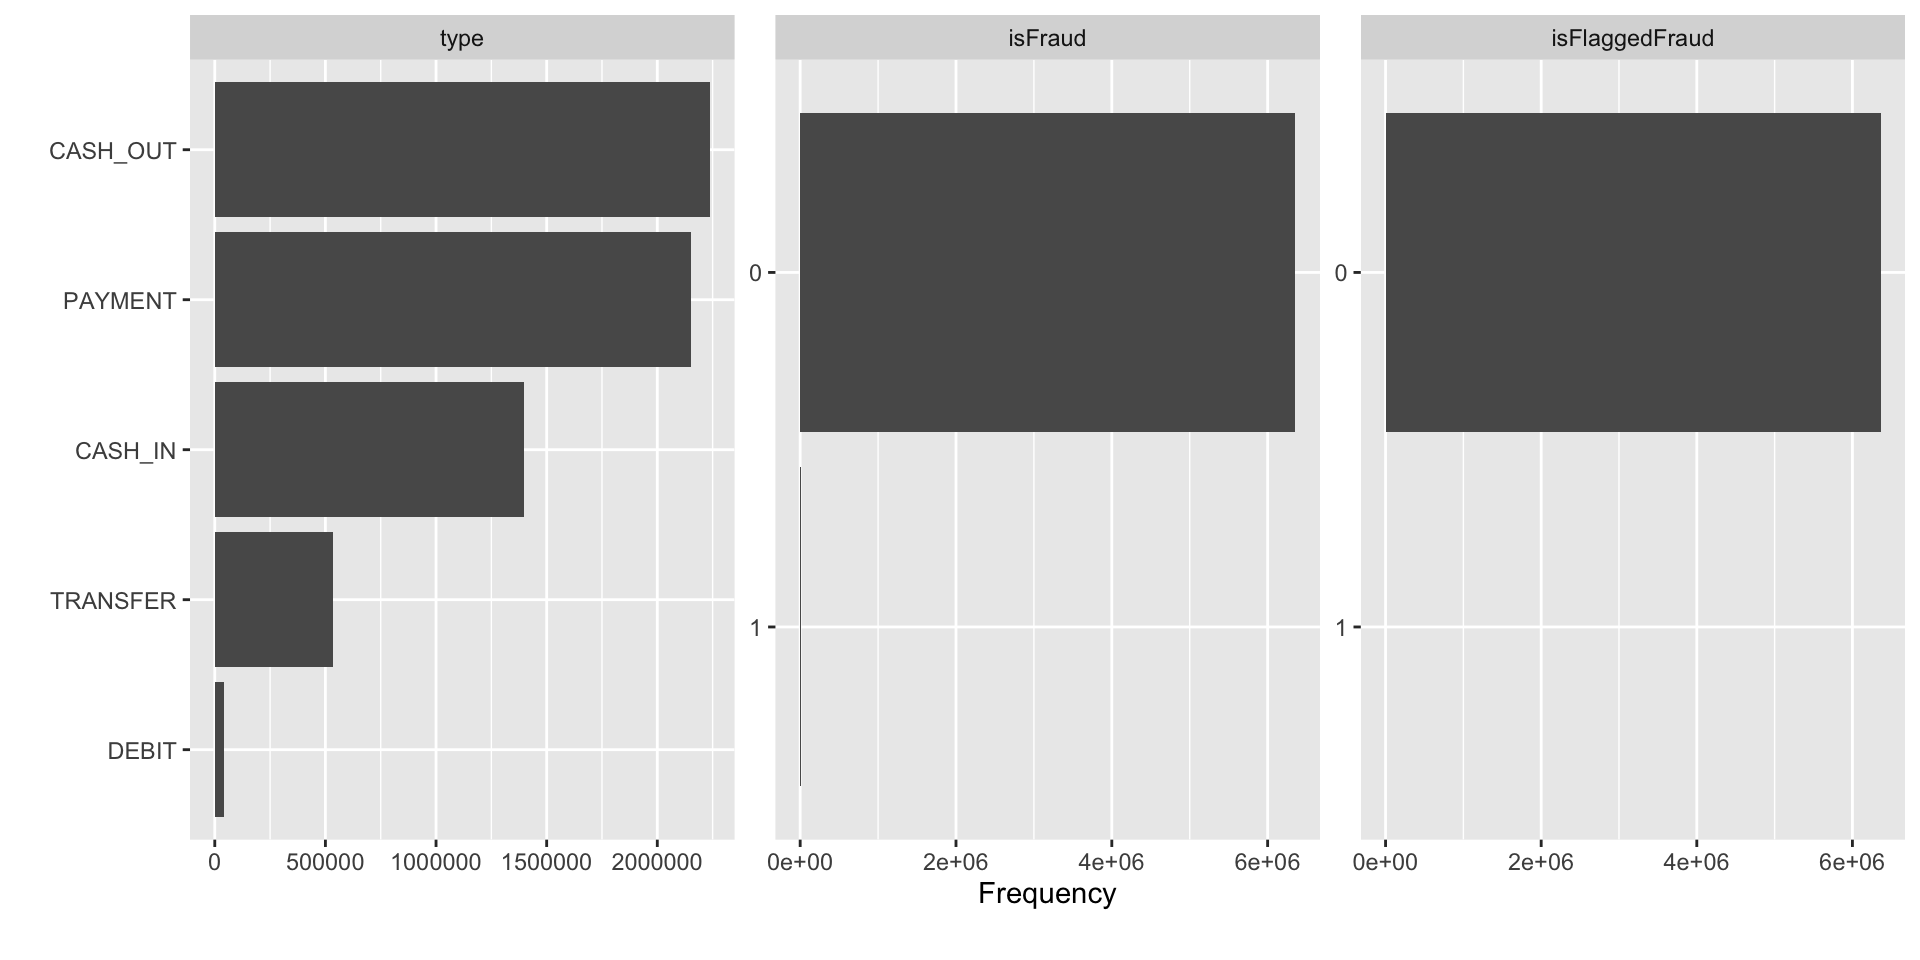 type
isFraud
isFlaggedFraud
CASH_OUT
PAYMENT
CASH_IN
TRANSFER
DEBIT
0
1
0
1
0 500000 1000000 1500000 2000000
0e+00 2e+06 4e+06 6e+06
0e+00 2e+06 4e+06 6e+06
Frequency